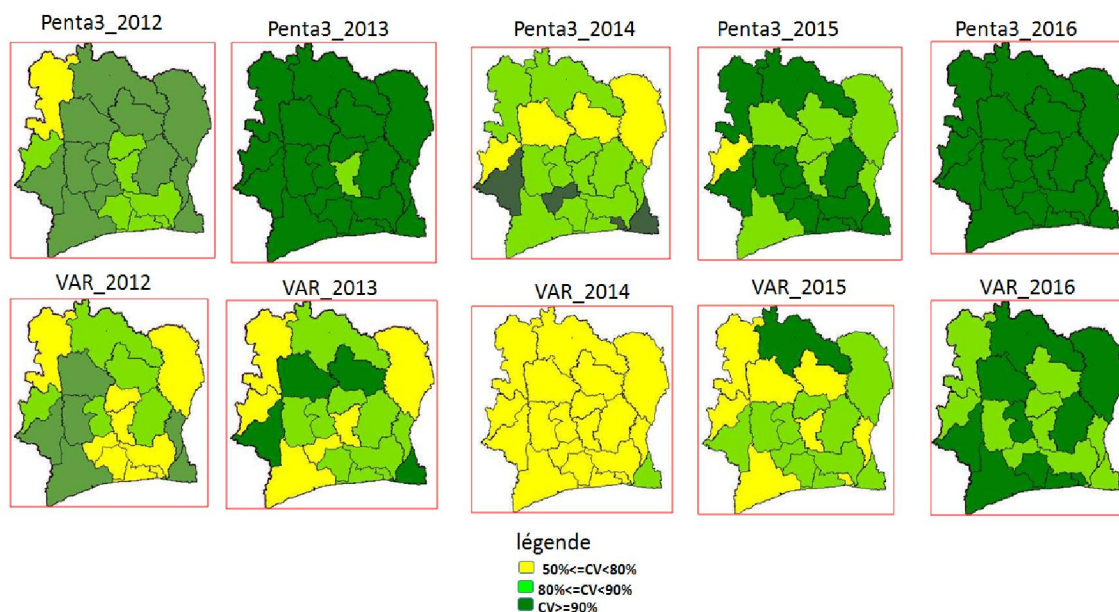 Penta3_2012
Penta3_2013
Penta3_2014
Penta3_2015
Penta3_2016
VAR_2012
VAR_2013
VAR_2014
VAR_2015
VAR_2016
légende
50%<=CV<80%
80%<=CV<90%
CV>=90%